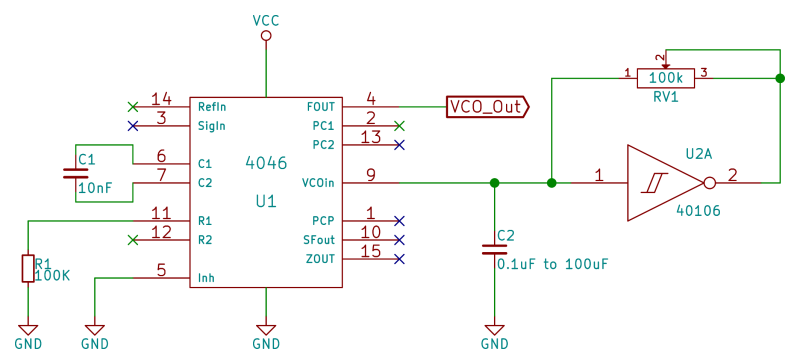 VCC
14 RefIn FOUT 4 VCO_Out
3 SigIn PC1 2
PC2 13
C1 10nF
6 C1
7 C2
4046
U1
VCOin 9
11 R1 PCP 1
12 R2 SFout 10
ZOUT 15
5 Inh
R1
100K
C2
0.1uF to 100uF
1 2 3
100k
RV1
U2A
1 2
40106
GND
GND
GND
GND